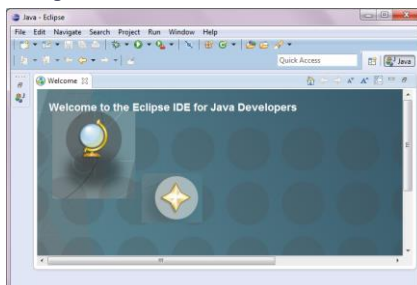 Java - Eclipse
File Edit Navigate Search Project Run Window Help
Quick Access
Java
Welcome
Welcome to the Eclipse IDE for Java Developers